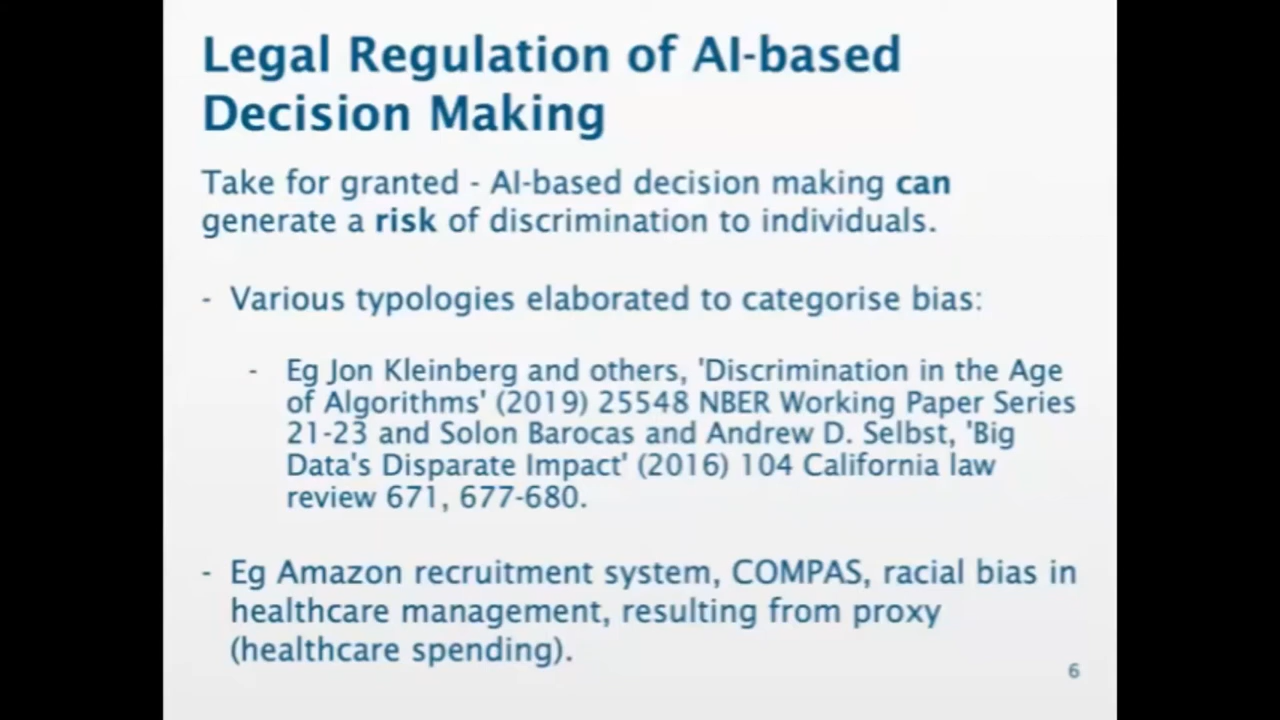 Legal Regulation of AI-based
Decision Making
Take for granted - AI-based decision making can
generate a risk of discrimination to individuals.
- Various typologies elaborated to categorise bias:
- Eg Jon Kleinberg and others, 'Discrimination in the Age
of Algorithms' (2019) 25548 NBER Working Paper Series
21-23 and Solon Barocas and Andrew D. Selbst, 'Big
Data's Disparate Impact' (2016) 104 California law
review 671, 677-680.
- Eg Amazon recruitment system, COMPAS, racial bias in
healthcare management, resulting from proxy
(healthcare spending).
6